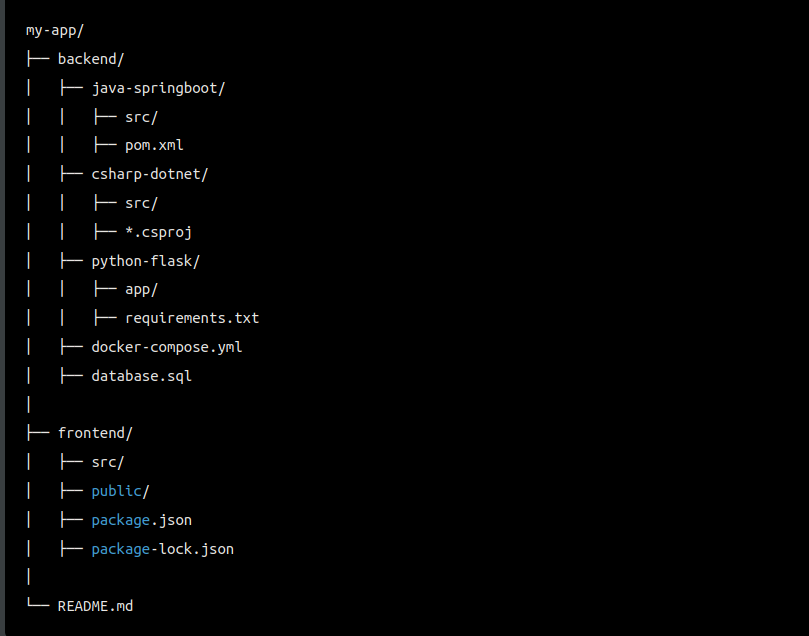 my-app/
├── backend/
│   ├── java-springboot/
│   │   ├── src/
│   │   ├── pom.xml
│   ├── csharp-dotnet/
│   │   ├── src/
│   │   ├── *.csproj
│   ├── python-flask/
│   │   ├── app/
│   │   ├── requirements.txt
│   ├── docker-compose.yml
│   ├── database.sql
│
├── frontend/
│   ├── src/
│   ├── public/
│   ├── package.json
│   ├── package-lock.json
│
└── README.md